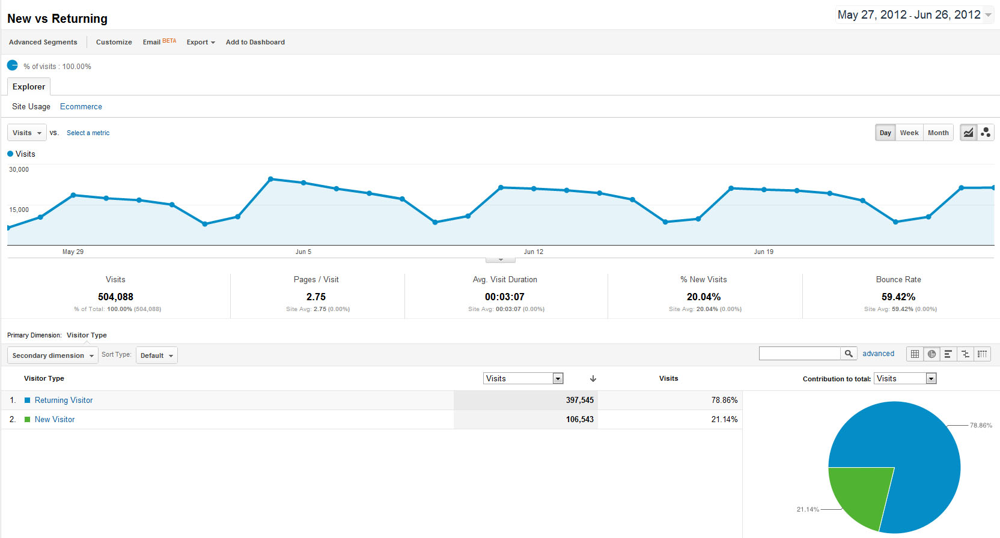 New vs Returning
May 27, 2012 - Jun 26, 2012
Advanced Segments Customize Email BETA Export Add to Dashboard
% of visits : 100.00%
Explorer
Site Usage Ecommerce
Visits vs. Select a metric Day Week Month
Visits
30,000
15,000
May 29 Jun 5 Jun 12 Jun 19
Visits Pages / Visit Avg. Visit Duration % New Visits Bounce Rate
504,088 2.75 00:03:07 20.04% 59.42%
% of Total: 100.00% (504,088) Site Avg: 2.75 (0.00%) Site Avg: 00:03:07 (0.00%) Site Avg: 20.04% (0.00%) Site Avg: 59.42% (0.00%)
Primary Dimension: Visitor Type
Secondary dimension Sort Type: Default advanced
Visitor Type Visits Visits Contribution to total: Visits
1. Returning Visitor 397,545 78.86%
2. New Visitor 106,543 21.14%
78.86%
21.14%